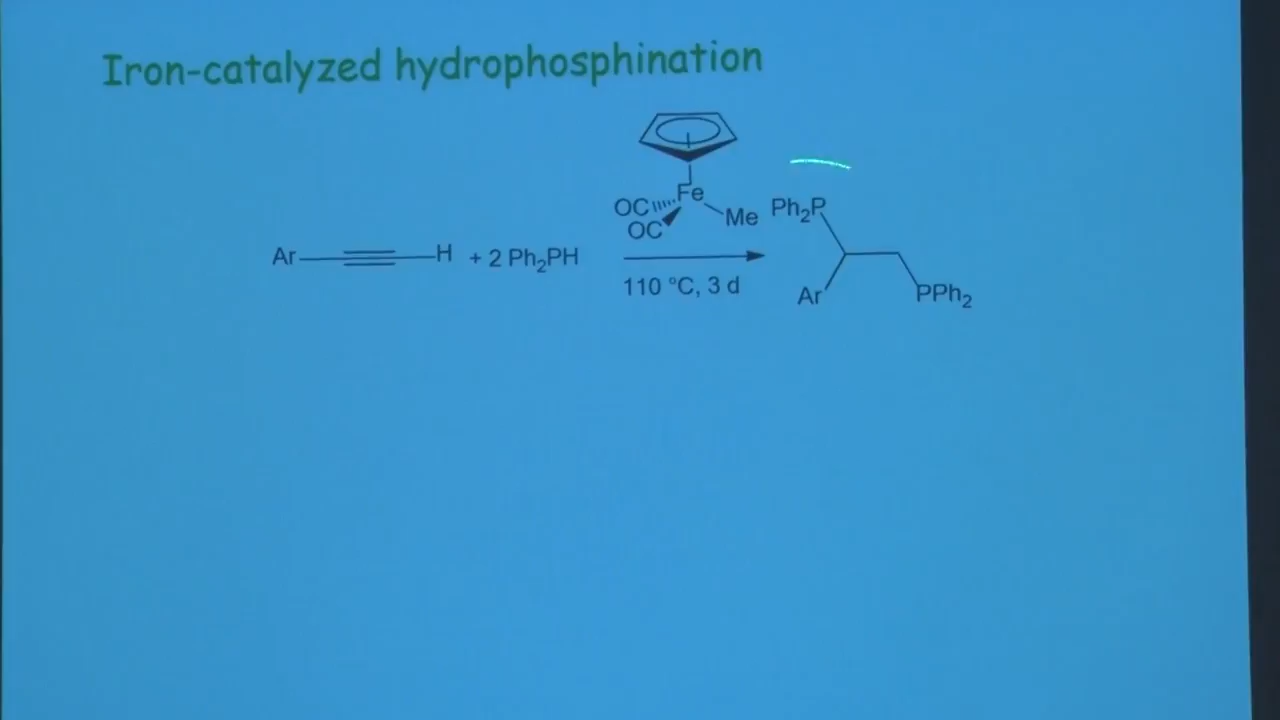 Iron-catalyzed hydrophosphination
Fe
OC
OC
Me
Ar
H
+ 2 Ph₂PH
110 °C, 3 d
Ph₂P
Ar
PPh₂